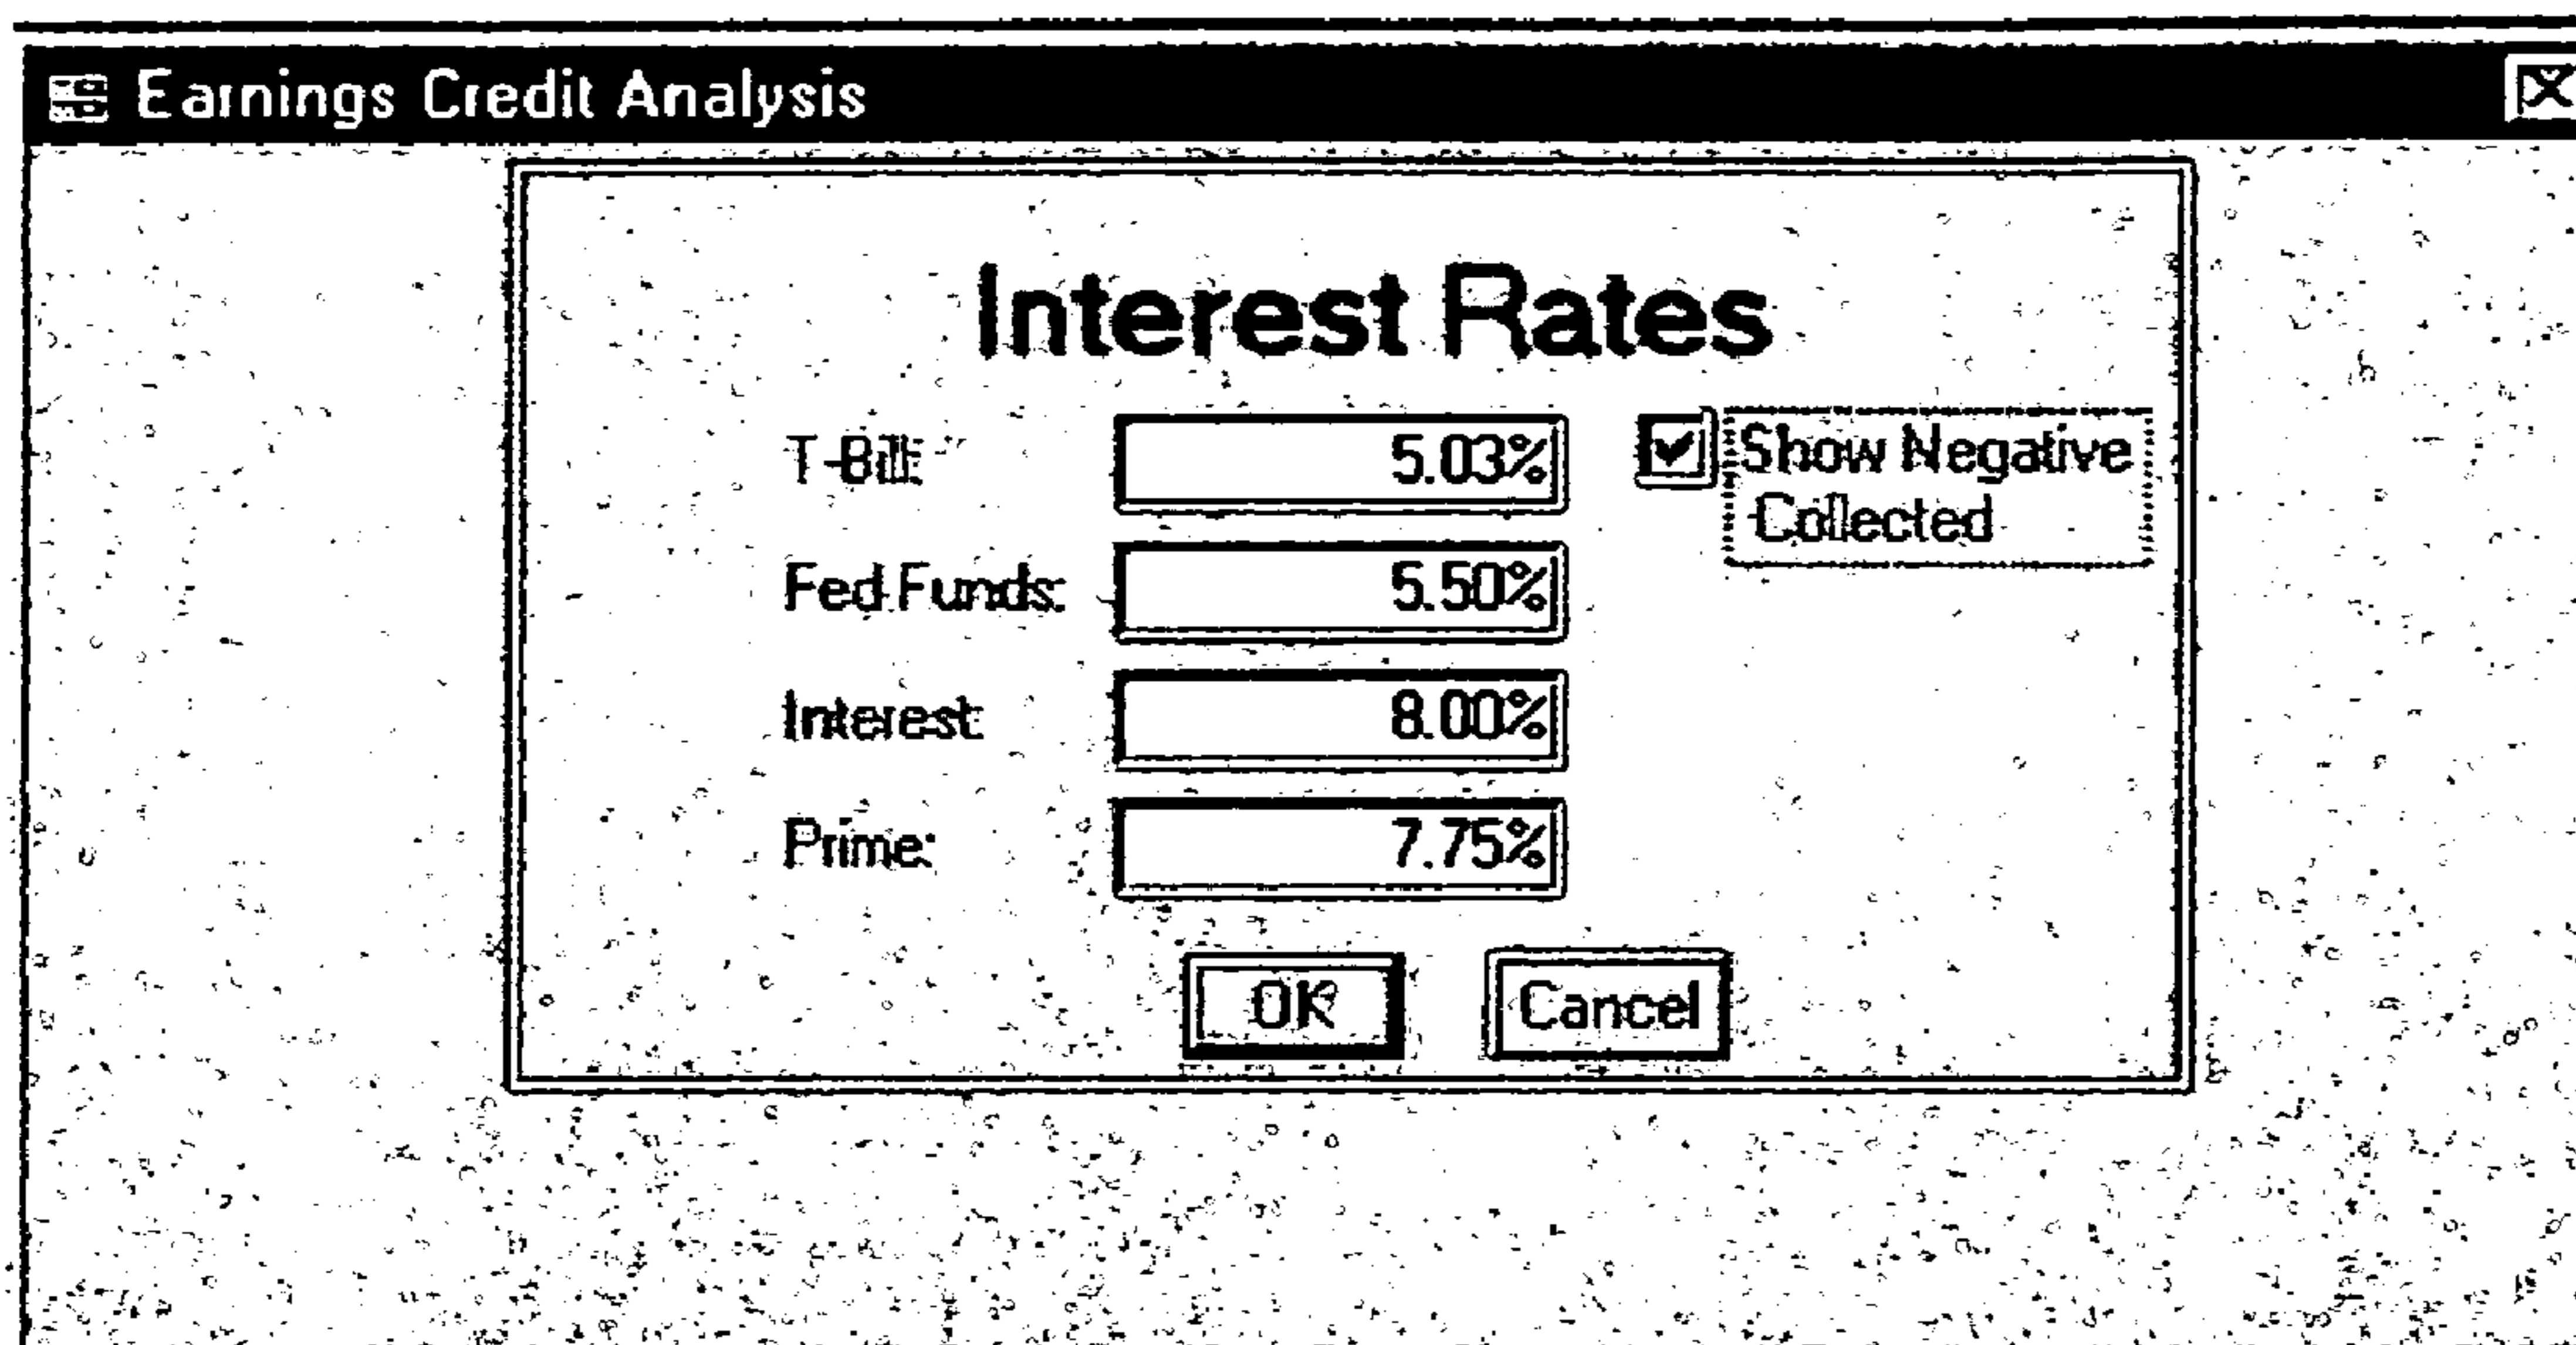 Earnings Credit Analysis
Interest Rates
T-Bill: 5.03%
Show Negative
Collected
Fed Funds: 5.50%
Interest: 8.00%
Prime: 7.75%
OK Cancel